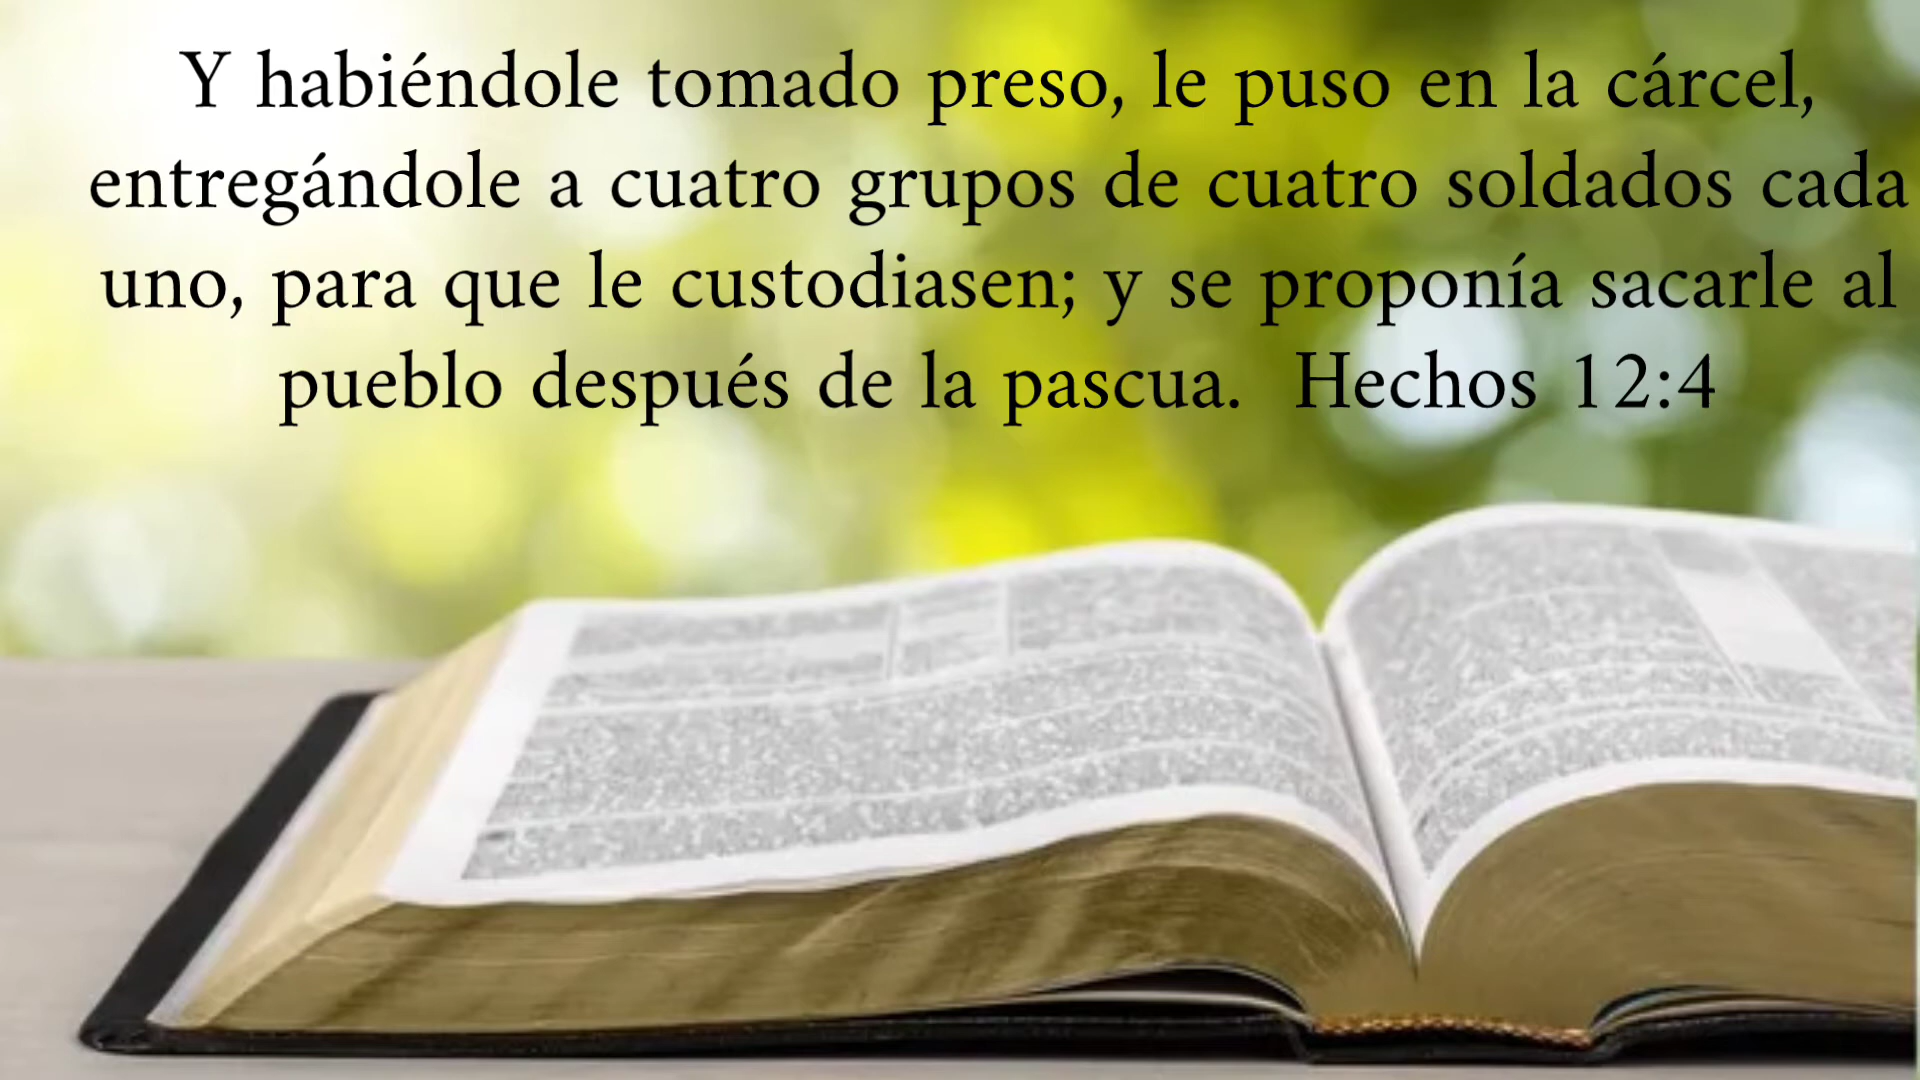 Y habiéndole tomado preso, le puso en la cárcel,
entregándole a cuatro grupos de cuatro soldados cada
uno, para que le custodiasen; y se proponía sacarle al
pueblo después de la pascua.  Hechos 12:4